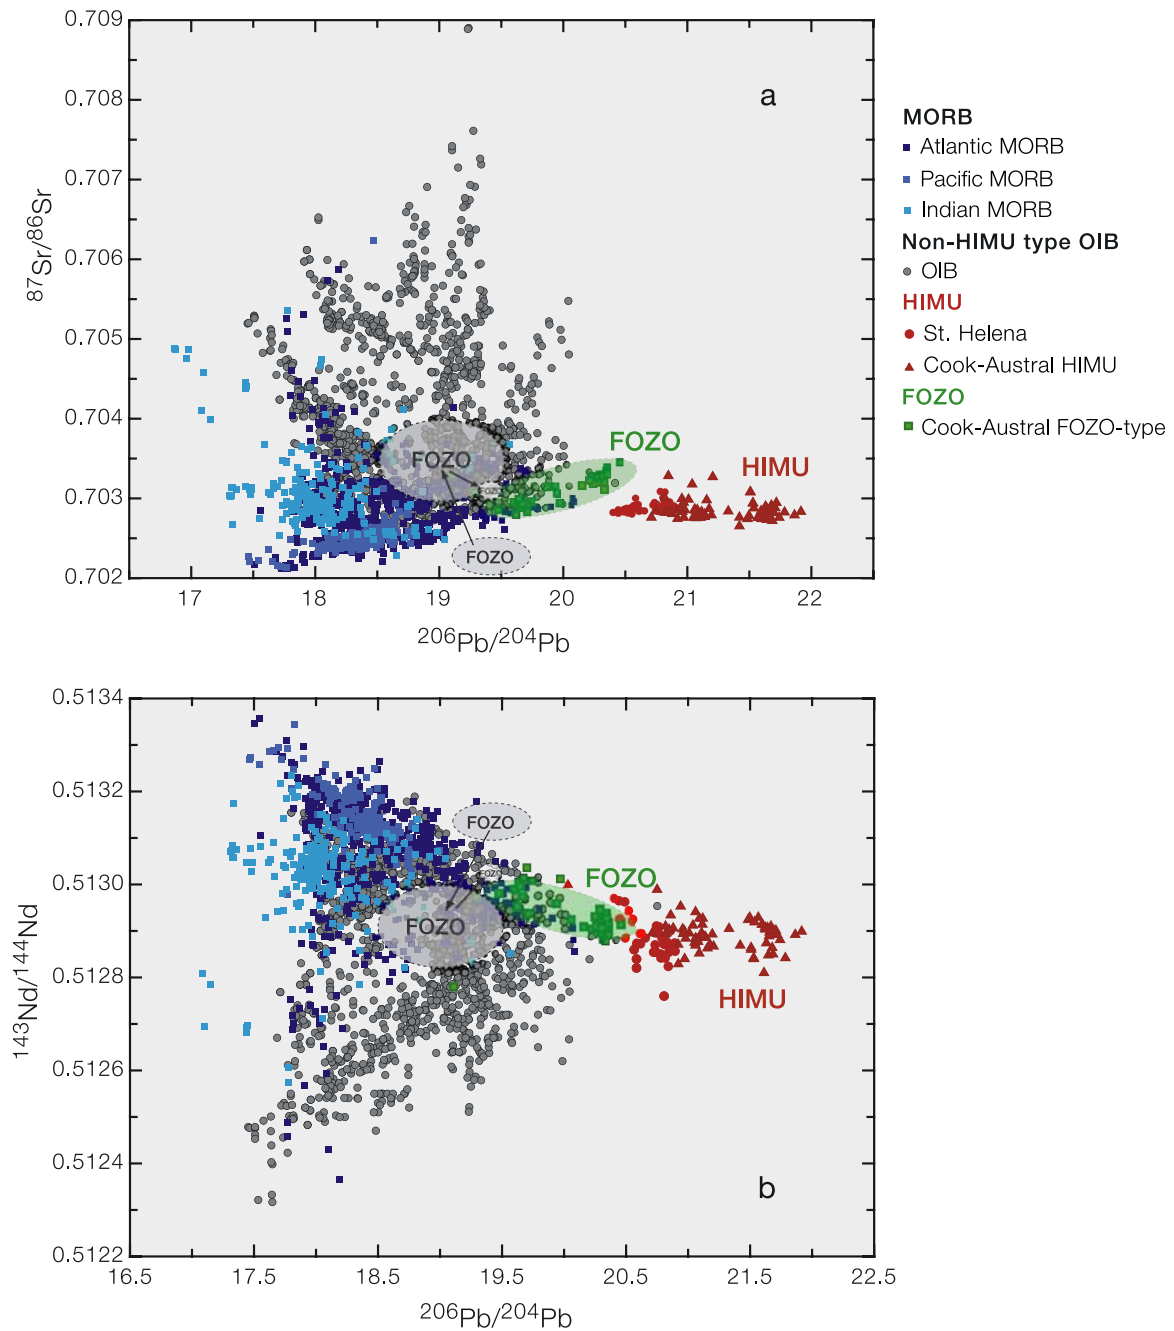 0.709
0.708
0.707
0.706
0.705
0.704
0.703
0.702
87Sr/86Sr
a
FOZO
FOZO
FOZO
FOZO
HIMU
17
18
19
20
21
22
206Pb/204Pb
MORB
Atlantic MORB
Pacific MORB
Indian MORB
Non-HIMU type OIB
OIB
HIMU
St. Helena
Cook-Austral HIMU
FOZO
Cook-Austral FOZO-type
0.5134
0.5132
0.5130
0.5128
0.5126
0.5124
0.5122
143Nd/144Nd
FOZO
FOZO
FOZO
FOZO
HIMU
b
16.5
17.5
18.5
19.5
20.5
21.5
22.5
206Pb/204Pb